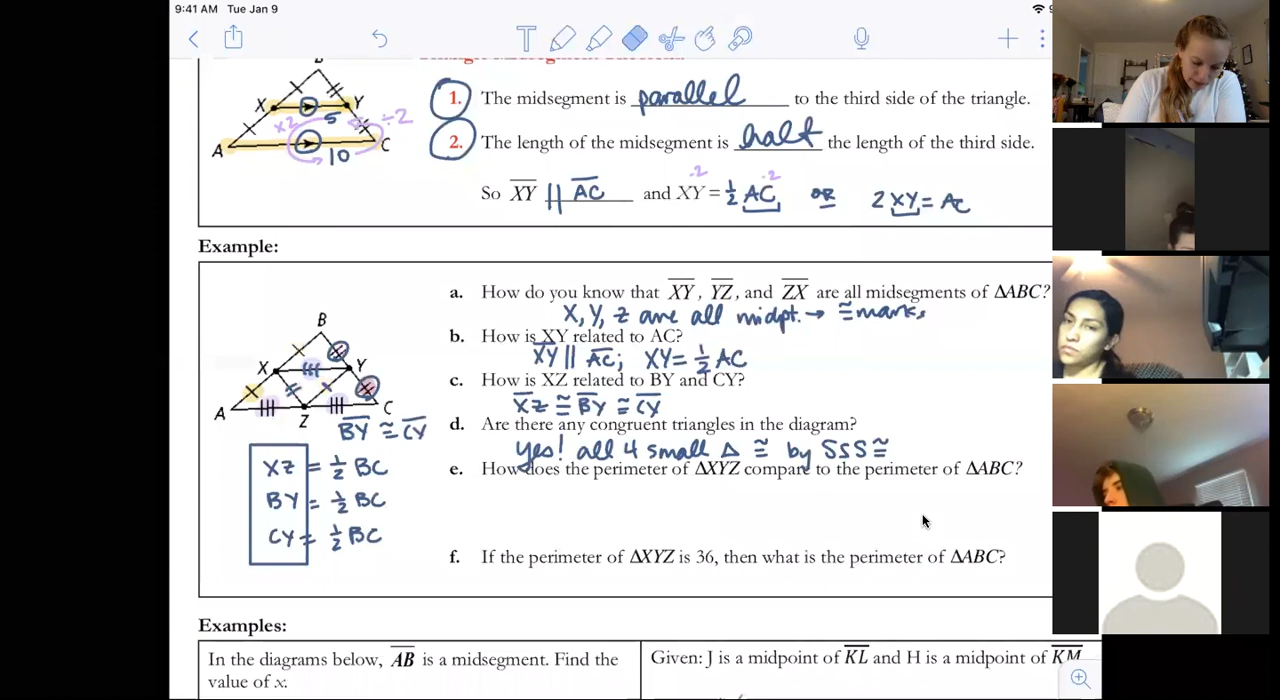 9:41 AM Tue Jan 9
1. The midsegment is parallel to the third side of the triangle.
2. The length of the midsegment is half the length of the third side.
So XY || AC and XY = ½ AC OR 2XY = AC
·2 ·2
X Y 5 x2 ÷2 A 10 C
Example:
a. How do you know that XY, YZ, and ZX are all midsegments of ΔABC?
X, Y, Z are all midpt. → ≅ marks
b. How is XY related to AC?
XY || AC; XY = ½ AC
c. How is XZ related to BY and CY?
XZ ≅ BY ≅ CY
d. Are there any congruent triangles in the diagram?
yes! all 4 small Δ ≅ by SSS≅
e. How does the perimeter of ΔXYZ compare to the perimeter of ΔABC?
f. If the perimeter of ΔXYZ is 36, then what is the perimeter of ΔABC?
B
X Y
A Z C
BY ≅ CY
XZ = ½ BC
BY = ½ BC
CY = ½ BC
Examples:
In the diagrams below, AB is a midsegment. Find the
value of x.
Given: J is a midpoint of KL and H is a midpoint of KM